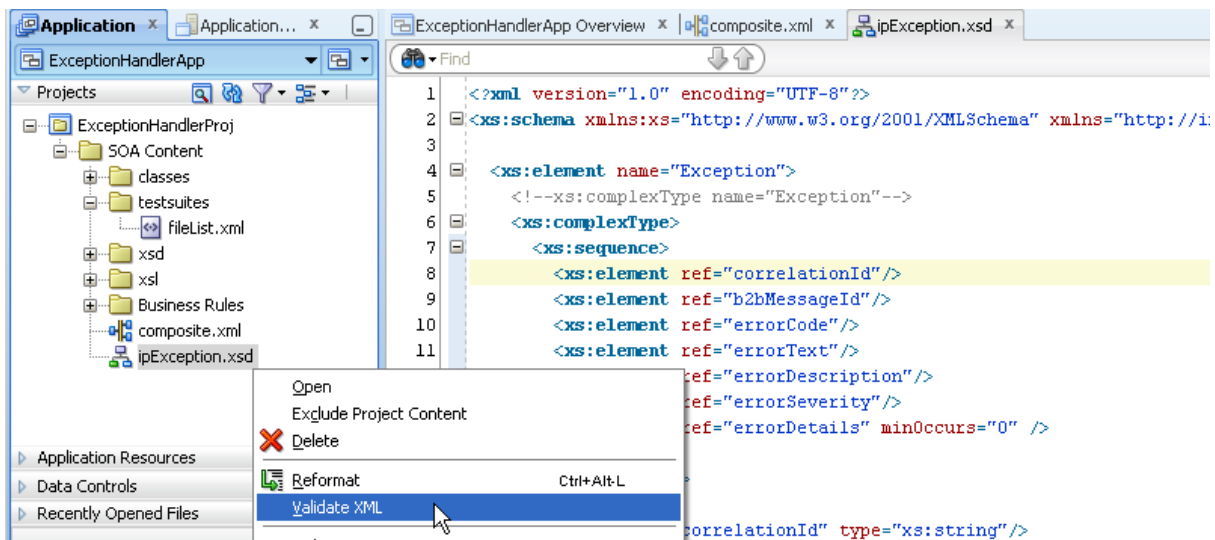 Application x Application... x
ExceptionHandlerApp
Projects
ExceptionHandlerProj
SOA Content
classes
testsuites
fileList.xml
xsd
xsl
Business Rules
composite.xml
ipException.xsd
Application Resources
Data Controls
Recently Opened Files
Open
Exclude Project Content
Delete
Reformat Ctrl+Alt-L
Validate XML
ExceptionHandlerApp Overview x composite.xml x ipException.xsd x
Find
1 <?xml version="1.0" encoding="UTF-8"?>
2 <xs:schema xmlns:xs="http://www.w3.org/2001/XMLSchema" xmlns="http://i
3
4 <xs:element name="Exception">
5 <!--xs:complexType name="Exception"-->
6 <xs:complexType>
7 <xs:sequence>
8 <xs:element ref="correlationId"/>
9 <xs:element ref="b2bMessageId"/>
10 <xs:element ref="errorCode"/>
11 <xs:element ref="errorText"/>
ref="errorDescription"/>
ref="errorSeverity"/>
ref="errorDetails" minOccurs="0" />
>
correlationId" type="xs:string"/>